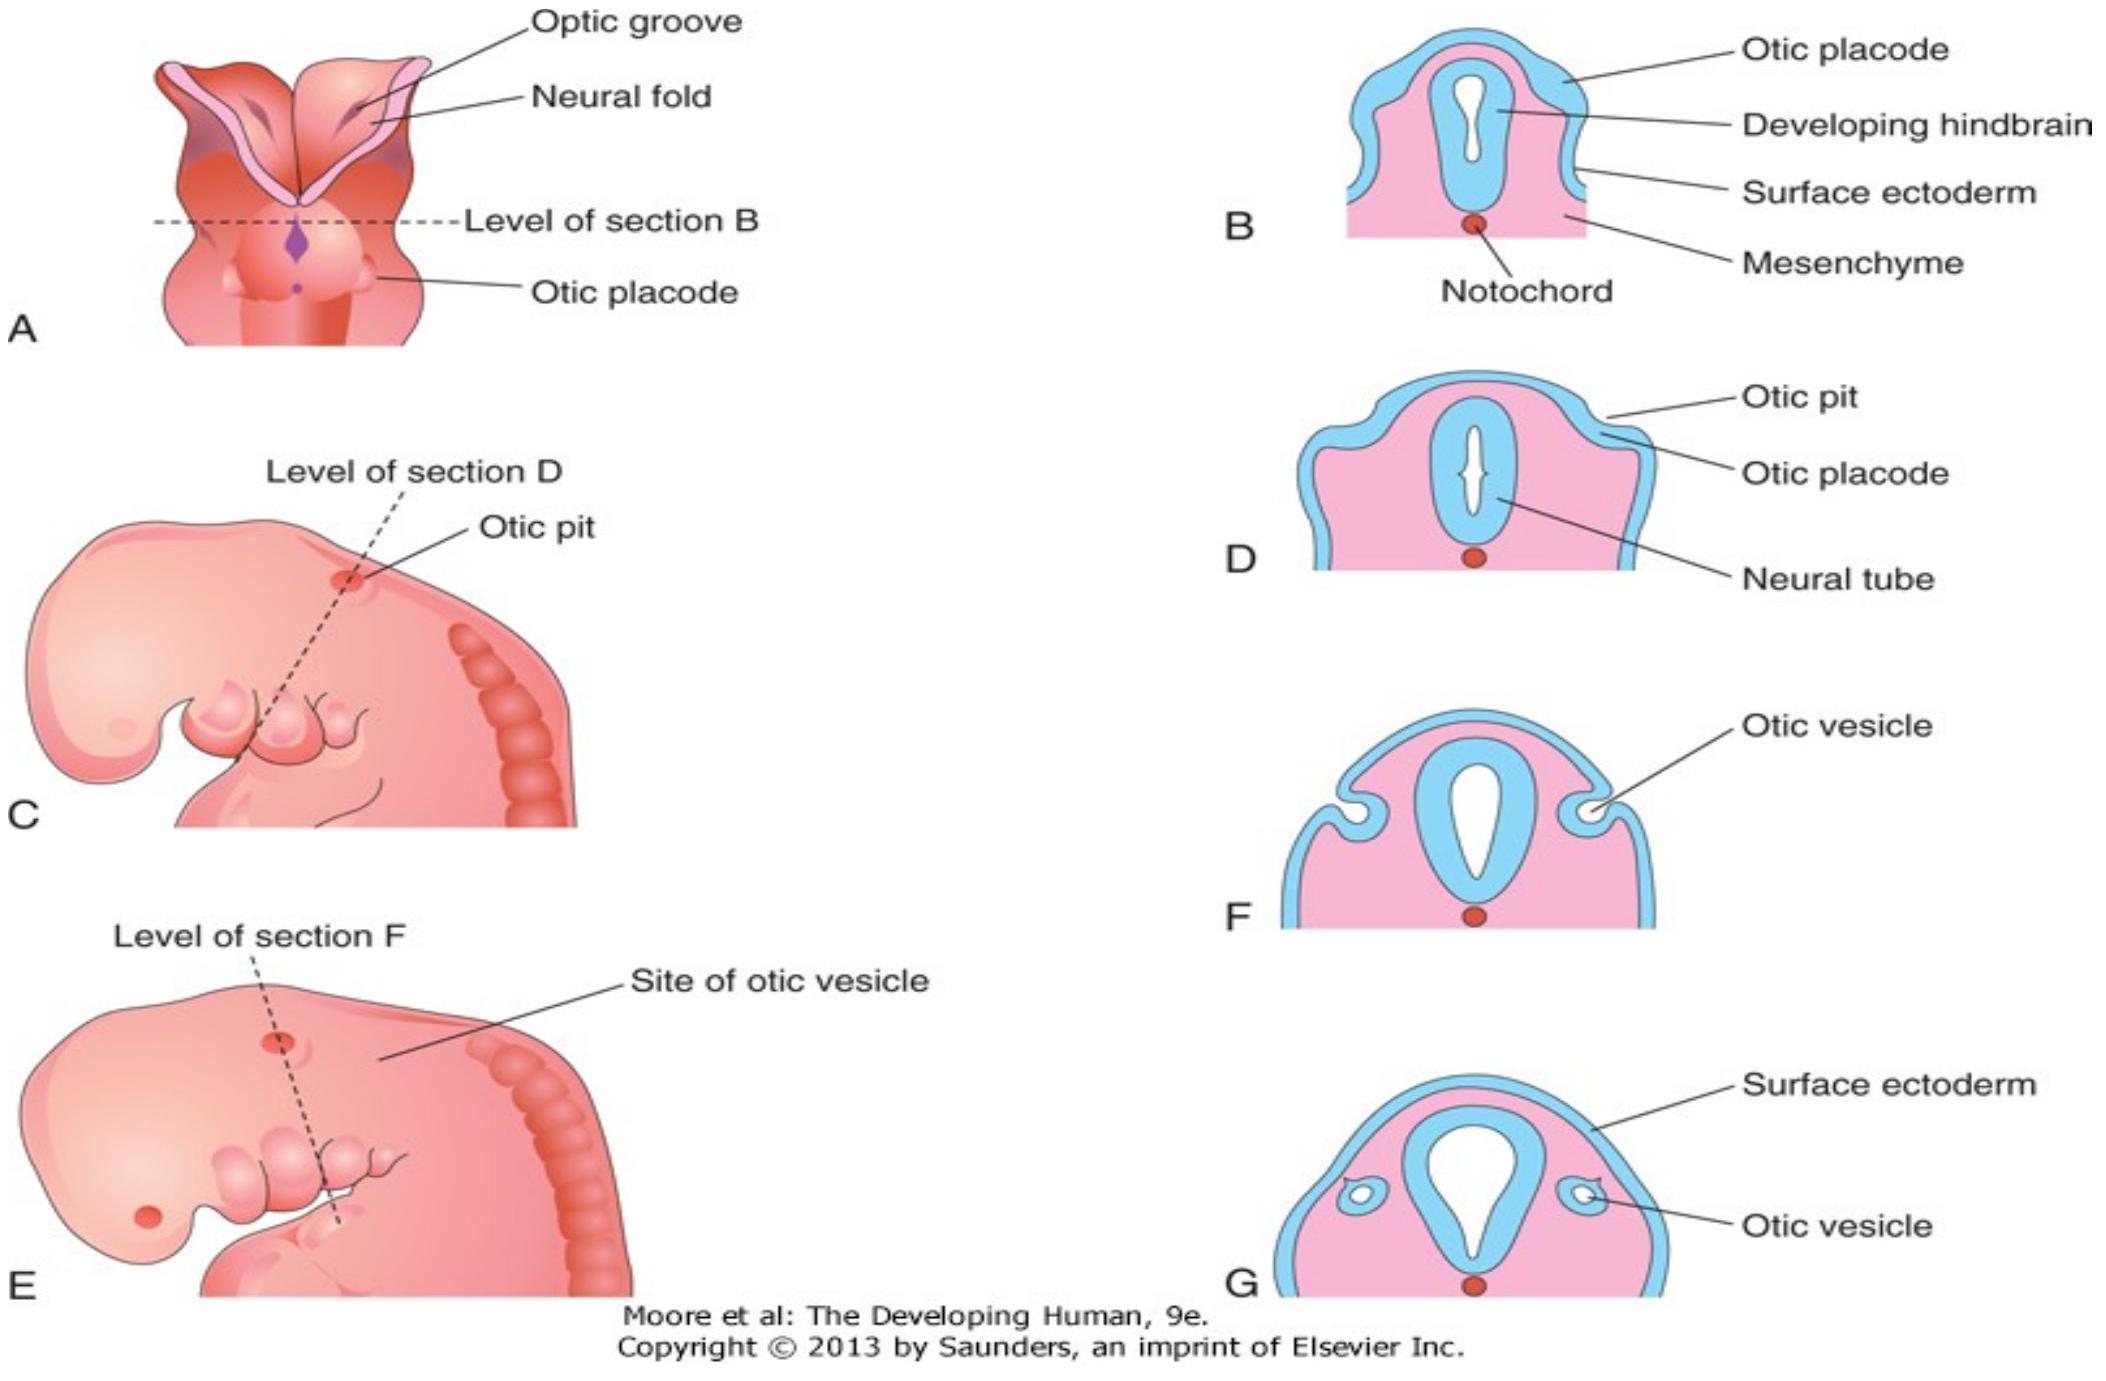 Optic groove
Neural fold
Level of section B
Otic placode
A
Otic placode
Developing hindbrain
Surface ectoderm
B
Mesenchyme
Notochord
Level of section D
Otic pit
C
Otic pit
Otic placode
D
Neural tube
Level of section F
Site of otic vesicle
E
Otic vesicle
F
Surface ectoderm
Otic vesicle
G
Moore et al: The Developing Human, 9e.
Copyright © 2013 by Saunders, an imprint of Elsevier Inc.